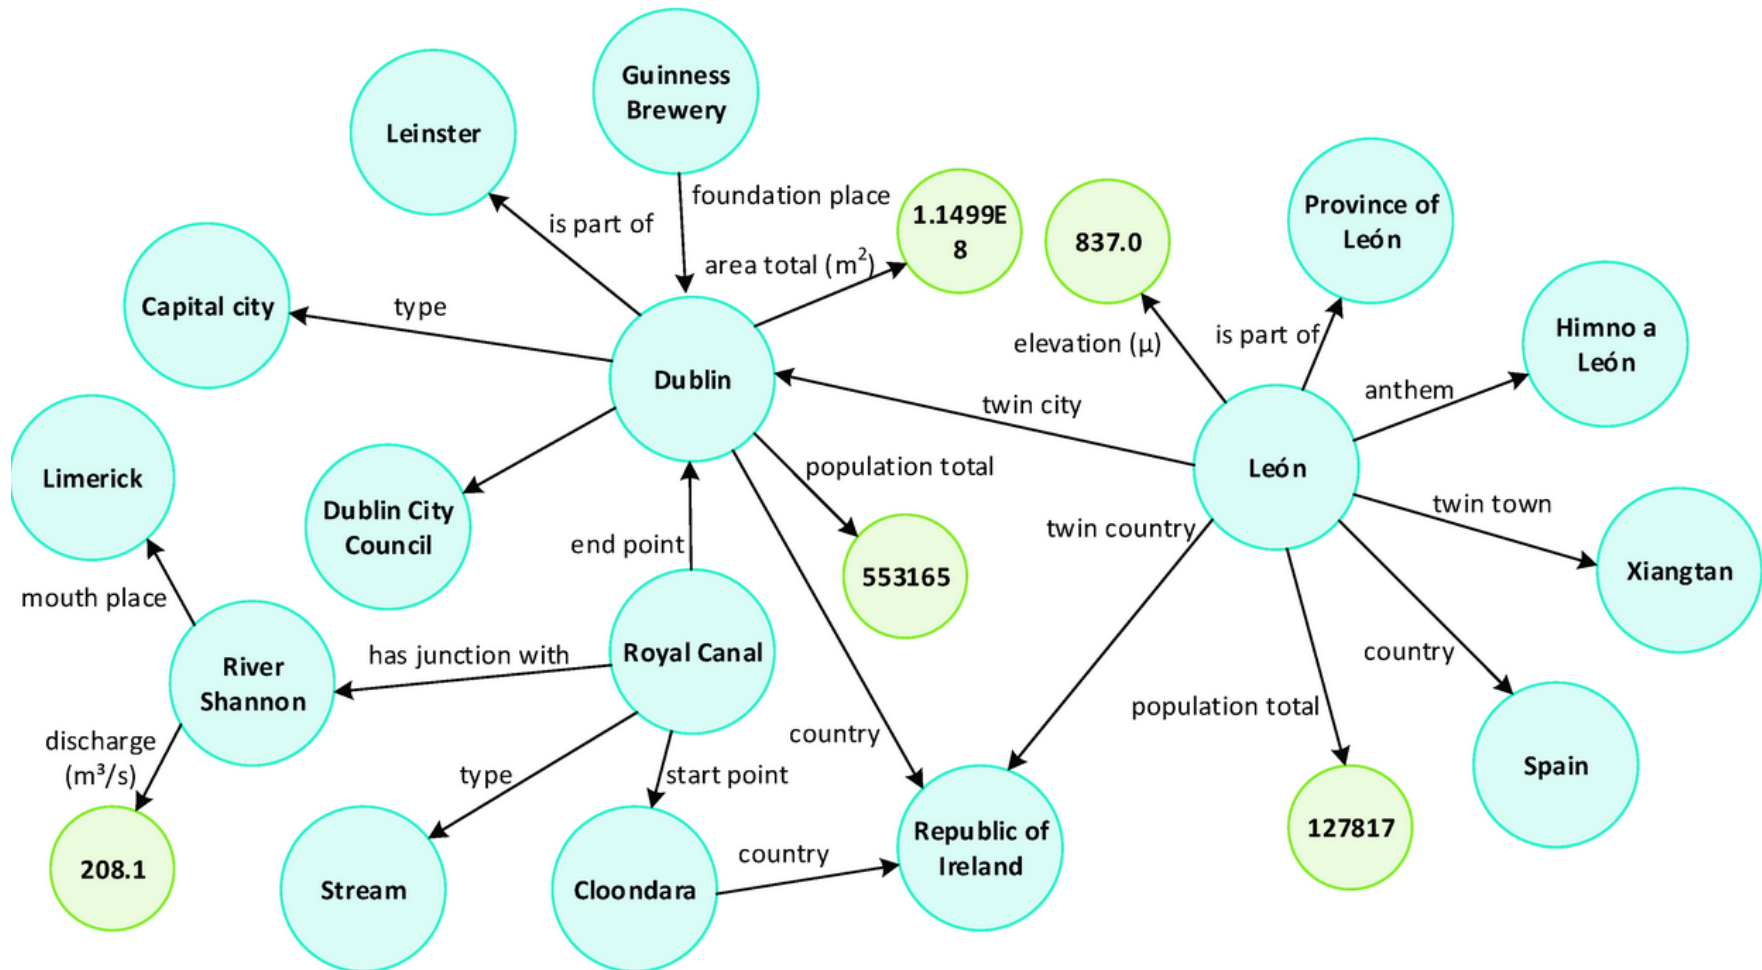 Guinness
Brewery
Leinster
foundation place
is part of
1.1499E
8
area total (m²)
837.0
Province of
León
Capital city
type
elevation (μ)
is part of
Himno a
León
Dublin
anthem
twin city
Limerick
population total
León
Dublin City
Council
end point
twin country
twin town
553165
Xiangtan
mouth place
River
Shannon
has junction with
Royal Canal
country
discharge
(m³/s)
type
start point
country
population total
Spain
208.1
Stream
Cloondara
country
Republic of
Ireland
127817